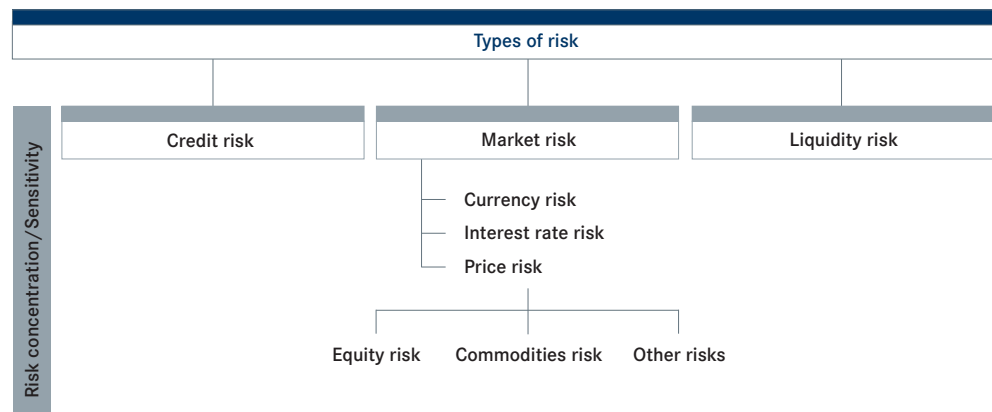 Types of risk
Credit risk
Market risk
Liquidity risk
Risk concentration/Sensitivity
Currency risk
Interest rate risk
Price risk
Equity risk
Commodities risk
Other risks